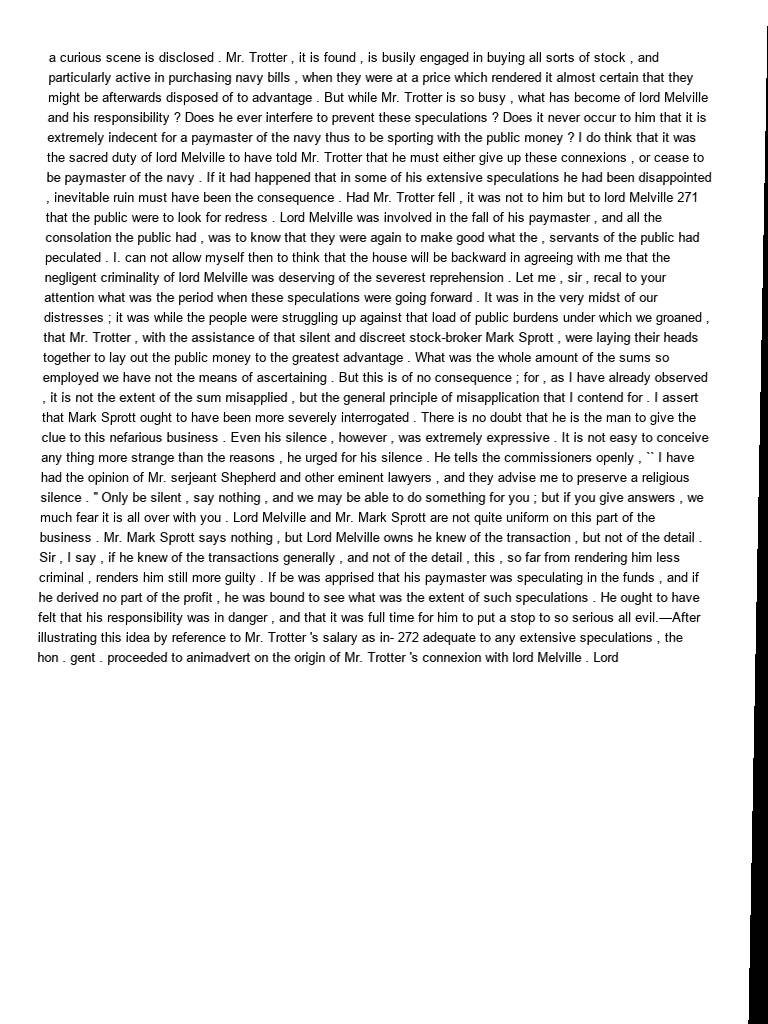 a curious scene is disclosed . Mr. Trotter , it is found , is busily engaged in buying all sorts of stock , and
particularly active in purchasing navy bills , when they were at a price which rendered it almost certain that they
might be afterwards disposed of to advantage . But while Mr. Trotter is so busy , what has become of lord Melville
and his responsibility ? Does he ever interfere to prevent these speculations ? Does it never occur to him that it is
extremely indecent for a paymaster of the navy thus to be sporting with the public money ? I do think that it was
the sacred duty of lord Melville to have told Mr. Trotter that he must either give up these connexions , or cease to
be paymaster of the navy . If it had happened that in some of his extensive speculations he had been disappointed
, inevitable ruin must have been the consequence . Had Mr. Trotter fell , it was not to him but to lord Melville 271
that the public were to look for redress . Lord Melville was involved in the fall of his paymaster , and all the
consolation the public had , was to know that they were again to make good what the , servants of the public had
peculated . I. can not allow myself then to think that the house will be backward in agreeing with me that the
negligent criminality of lord Melville was deserving of the severest reprehension . Let me , sir , recal to your
attention what was the period when these speculations were going forward . It was in the very midst of our
distresses ; it was while the people were struggling up against that load of public burdens under which we groaned ,
that Mr. Trotter , with the assistance of that silent and discreet stock-broker Mark Sprott , were laying their heads
together to lay out the public money to the greatest advantage . What was the whole amount of the sums so
employed we have not the means of ascertaining . But this is of no consequence ; for , as I have already observed
, it is not the extent of the sum misapplied , but the general principle of misapplication that I contend for . I assert
that Mark Sprott ought to have been more severely interrogated . There is no doubt that he is the man to give the
clue to this nefarious business . Even his silence , however , was extremely expressive . It is not easy to conceive
any thing more strange than the reasons , he urged for his silence . He tells the commissioners openly , `` I have
had the opinion of Mr. serjeant Shepherd and other eminent lawyers , and they advise me to preserve a religious
silence . " Only be silent , say nothing , and we may be able to do something for you ; but if you give answers , we
much fear it is all over with you . Lord Melville and Mr. Mark Sprott are not quite uniform on this part of the
business . Mr. Mark Sprott says nothing , but Lord Melville owns he knew of the transaction , but not of the detail .
Sir , I say , if he knew of the transactions generally , and not of the detail , this , so far from rendering him less
criminal , renders him still more guilty . If be was apprised that his paymaster was speculating in the funds , and if
he derived no part of the profit , he was bound to see what was the extent of such speculations . He ought to have
felt that his responsibility was in danger , and that it was full time for him to put a stop to so serious all evil.—After
illustrating this idea by reference to Mr. Trotter 's salary as in- 272 adequate to any extensive speculations , the
hon . gent . proceeded to animadvert on the origin of Mr. Trotter 's connexion with lord Melville . Lord